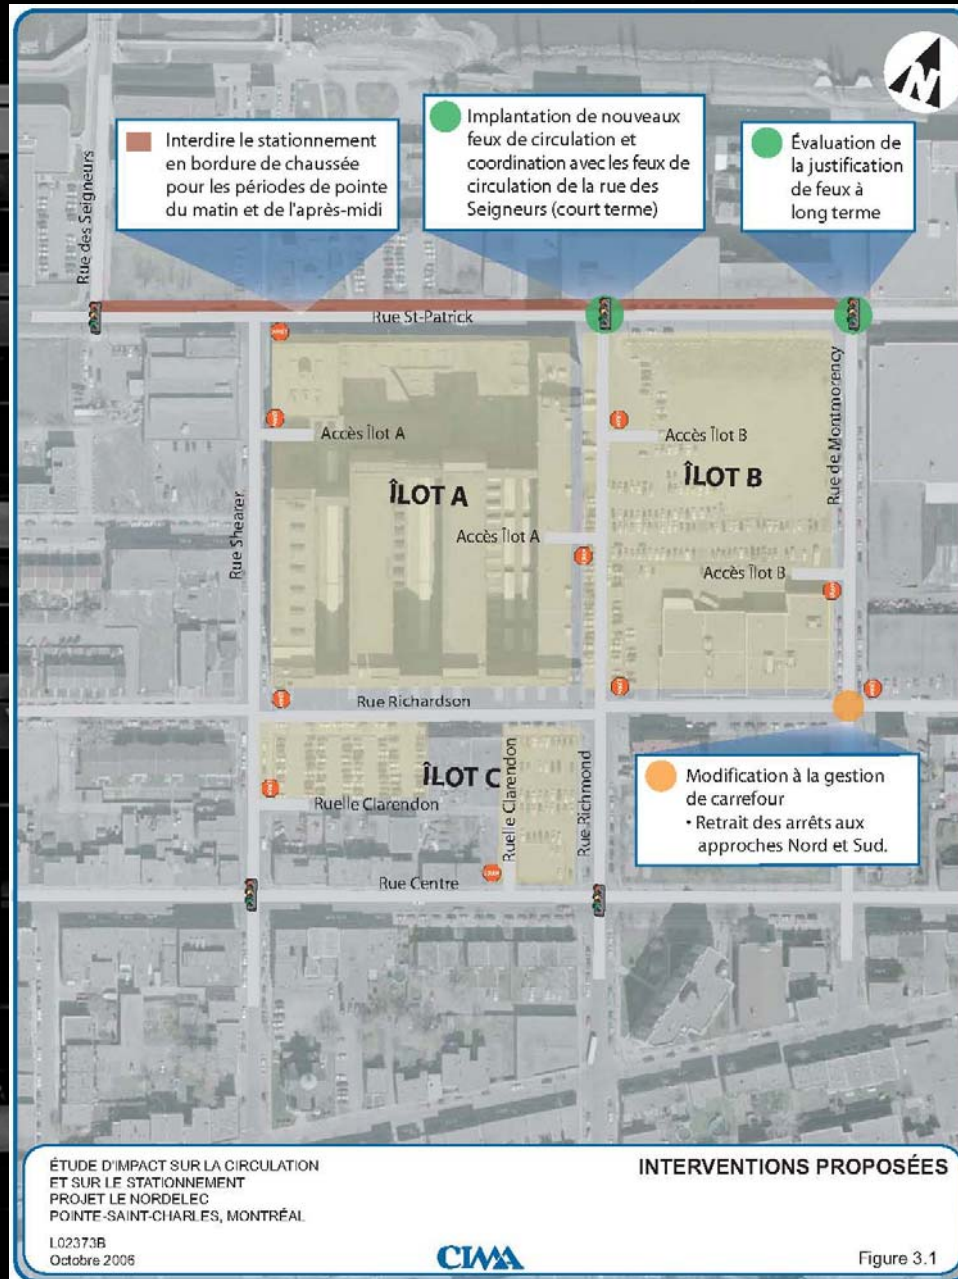 N
Interdire le stationnement
en bordure de chaussée
pour les périodes de pointe
du matin et de l'après-midi
Implantation de nouveaux
feux de circulation et
coordination avec les feux de
circulation de la rue des
Seigneurs (court terme)
Évaluation de
la justification
de feux à
long terme
Rue des Seigneurs
Rue St-Patrick
Rue de Montmorency
Accès Îlot A
Accès Îlot B
ÎLOT A
ÎLOT B
Rue Shearer
Accès Îlot A
Accès Îlot B
Rue Richardson
ÎLOT C
Ruelle Clarendon
Ruelle Clarendon
Rue Richmond
Modification à la gestion
de carrefour
• Retrait des arrêts aux
approches Nord et Sud.
Rue Centre
ÉTUDE D'IMPACT SUR LA CIRCULATION
ET SUR LE STATIONNEMENT
PROJET LE NORDELEC
POINTE-SAINT-CHARLES, MONTRÉAL
L02373B
Octobre 2006
INTERVENTIONS PROPOSÉES
CIMA
Figure 3.1